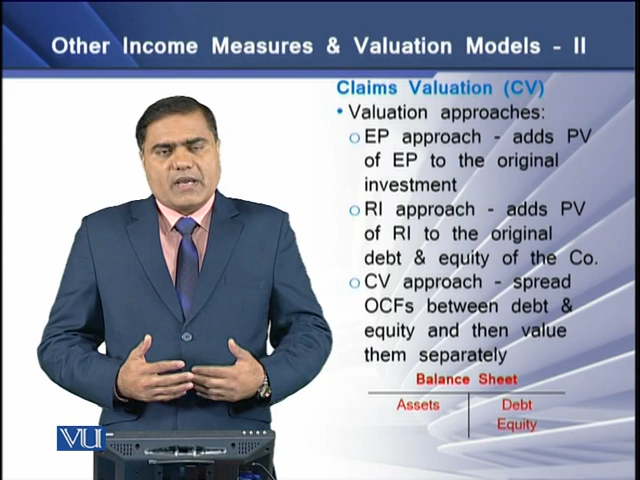 Other Income Measures & Valuation Models - II
Claims Valuation (CV)
• Valuation approaches:
o EP approach - adds PV
of EP to the original
investment
o RI approach - adds PV
of RI to the original
debt & equity of the Co.
o CV approach - spread
OCFs between debt &
equity and then value
them separately
Balance Sheet
Assets Debt
Equity
VU